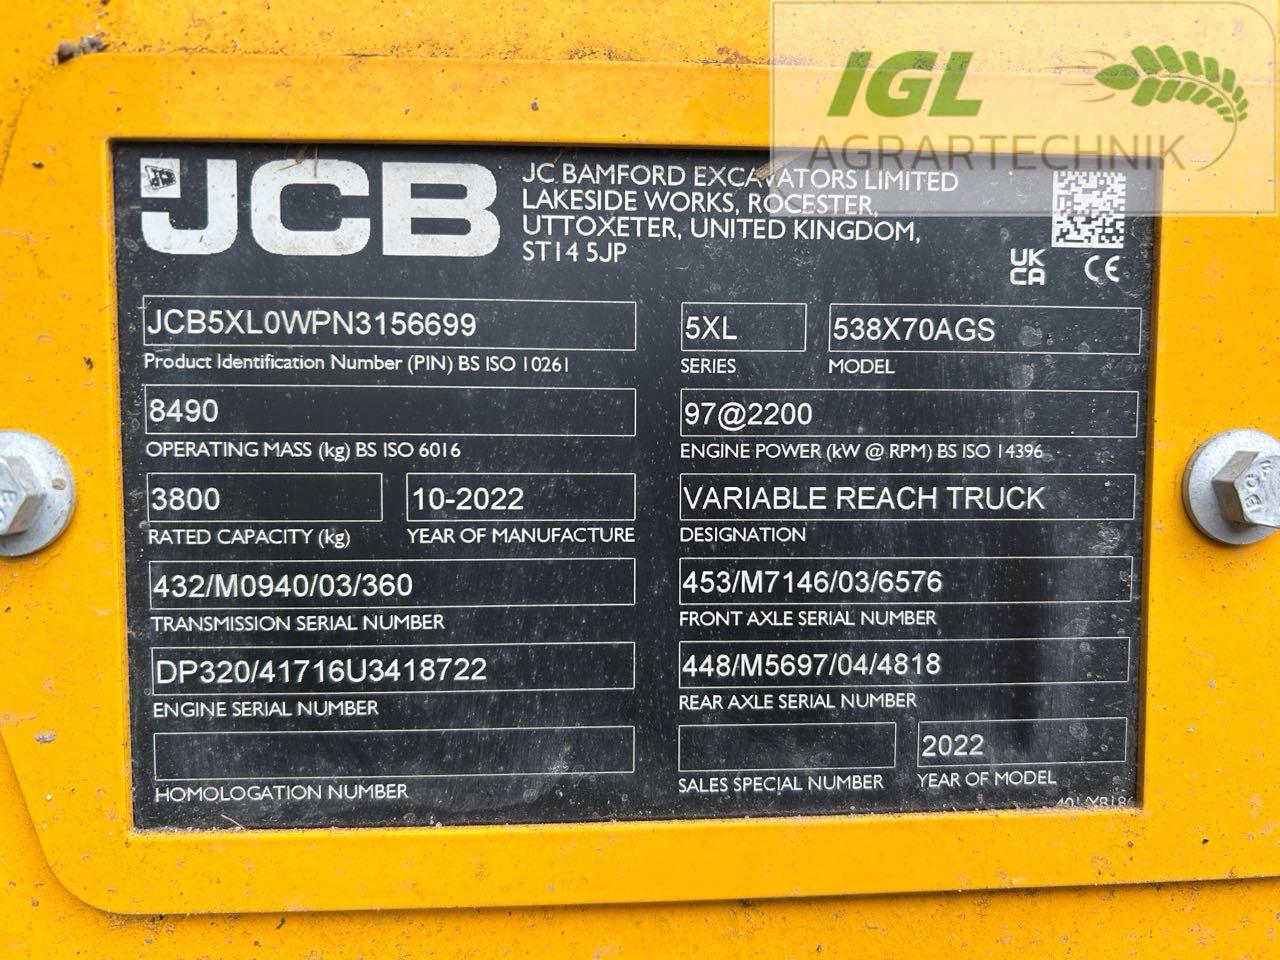 IGL
AGRARTECHNIK
JCB
JC BAMFORD EXCAVATORS LIMITED
LAKESIDE WORKS, ROCESTER,
UTTOXETER, UNITED KINGDOM,
ST14 5JP
UK
CA
CE
JCB5XL0WPN3156699
Product Identification Number (PIN) BS ISO 10261
5XL
SERIES
538X70AGS
MODEL
8490
OPERATING MASS (kg) BS ISO 6016
97@2200
ENGINE POWER (kW @ RPM) BS ISO 14396
3800
RATED CAPACITY (kg)
10-2022
YEAR OF MANUFACTURE
VARIABLE REACH TRUCK
DESIGNATION
432/M0940/03/360
TRANSMISSION SERIAL NUMBER
453/M7146/03/6576
FRONT AXLE SERIAL NUMBER
DP320/41716U3418722
ENGINE SERIAL NUMBER
448/M5697/04/4818
REAR AXLE SERIAL NUMBER
HOMOLOGATION NUMBER
SALES SPECIAL NUMBER
2022
YEAR OF MODEL